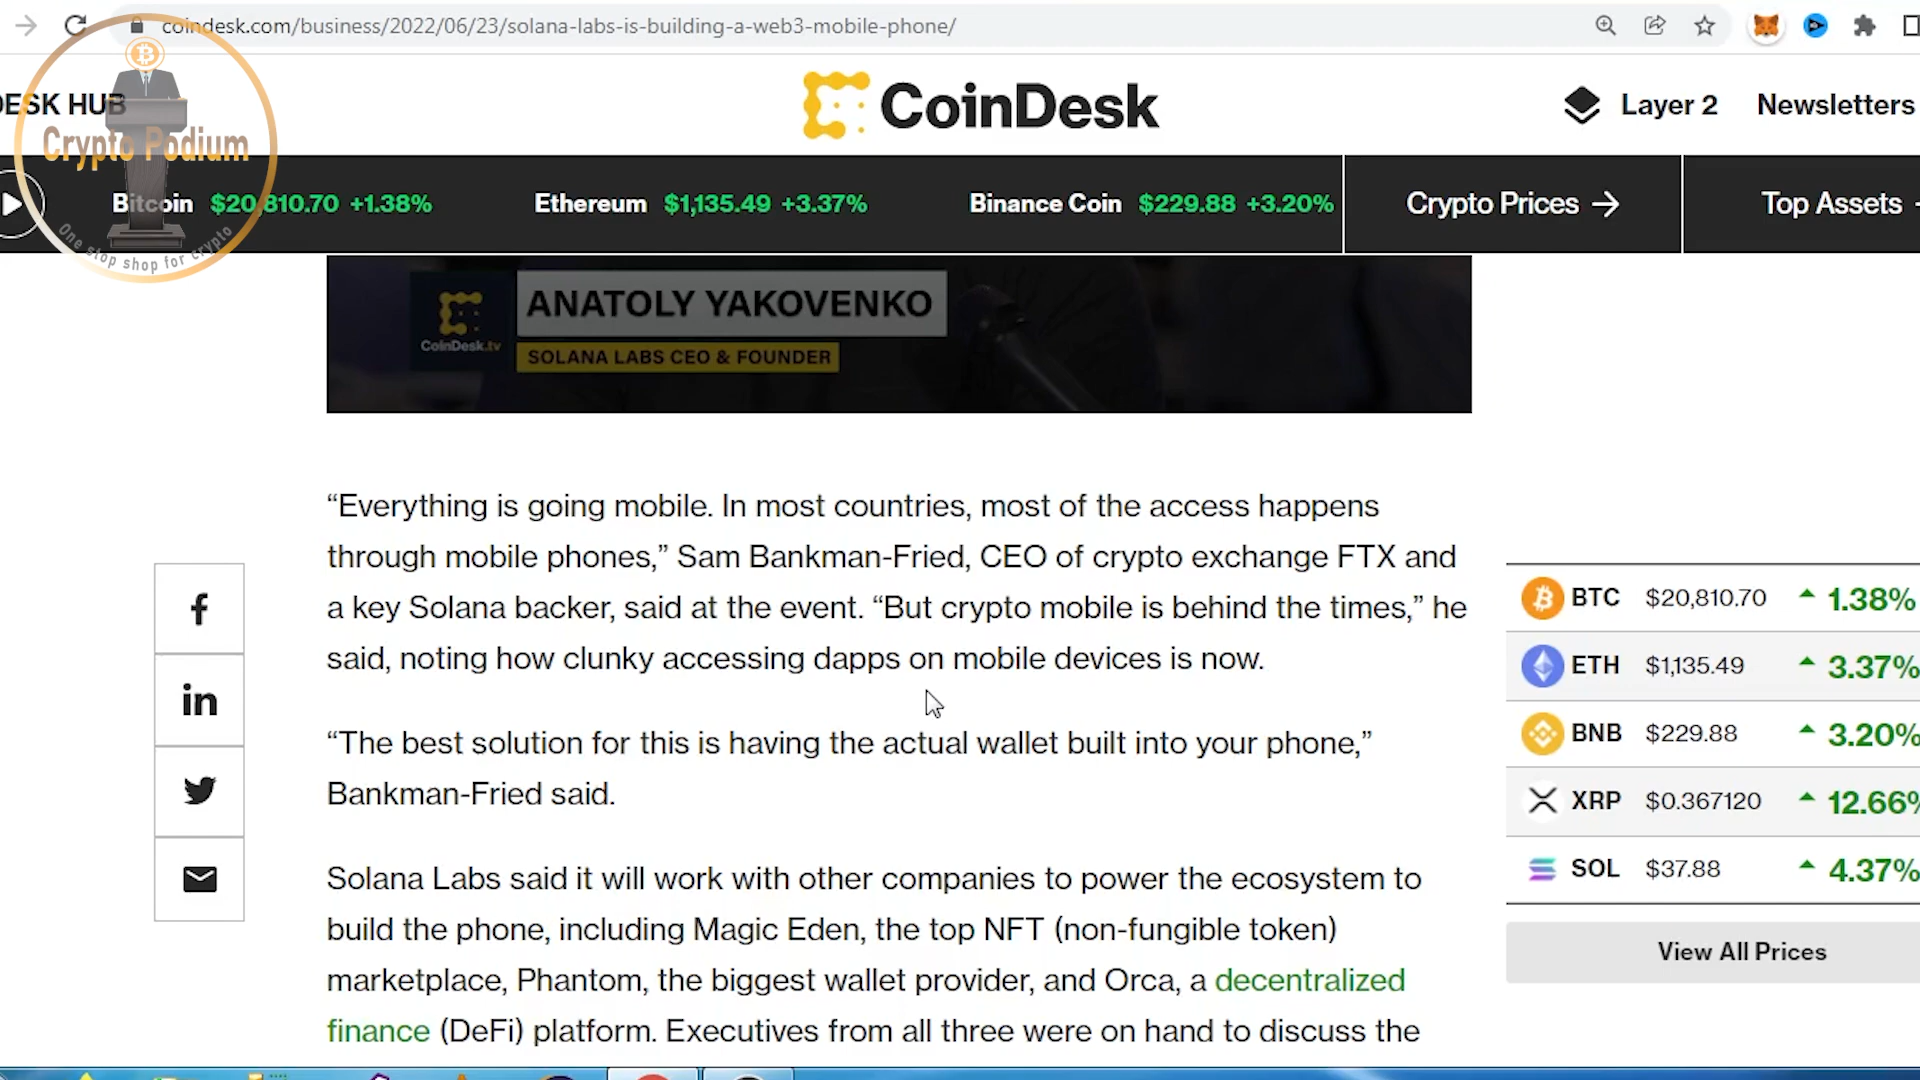 coindesk.com/business/2022/06/23/solana-labs-is-building-a-web3-mobile-phone/
DESK HUB
CoinDesk
Layer 2
Newsletters
Crypto Podium
One stop shop for crypto
Bitcoin $20,810.70 +1.38%
Ethereum $1,135.49 +3.37%
Binance Coin $229.88 +3.20%
Crypto Prices →
Top Assets
CoinDesk.tv
ANATOLY YAKOVENKO
SOLANA LABS CEO & FOUNDER
“Everything is going mobile. In most countries, most of the access happens
through mobile phones,” Sam Bankman-Fried, CEO of crypto exchange FTX and
a key Solana backer, said at the event. “But crypto mobile is behind the times,” he
said, noting how clunky accessing dapps on mobile devices is now.
“The best solution for this is having the actual wallet built into your phone,”
Bankman-Fried said.
Solana Labs said it will work with other companies to power the ecosystem to
build the phone, including Magic Eden, the top NFT (non-fungible token)
marketplace, Phantom, the biggest wallet provider, and Orca, a decentralized
finance (DeFi) platform. Executives from all three were on hand to discuss the
BTC $20,810.70 1.38%
ETH $1,135.49 3.37%
BNB $229.88 3.20%
XRP $0.367120 12.66%
SOL $37.88 4.37%
View All Prices